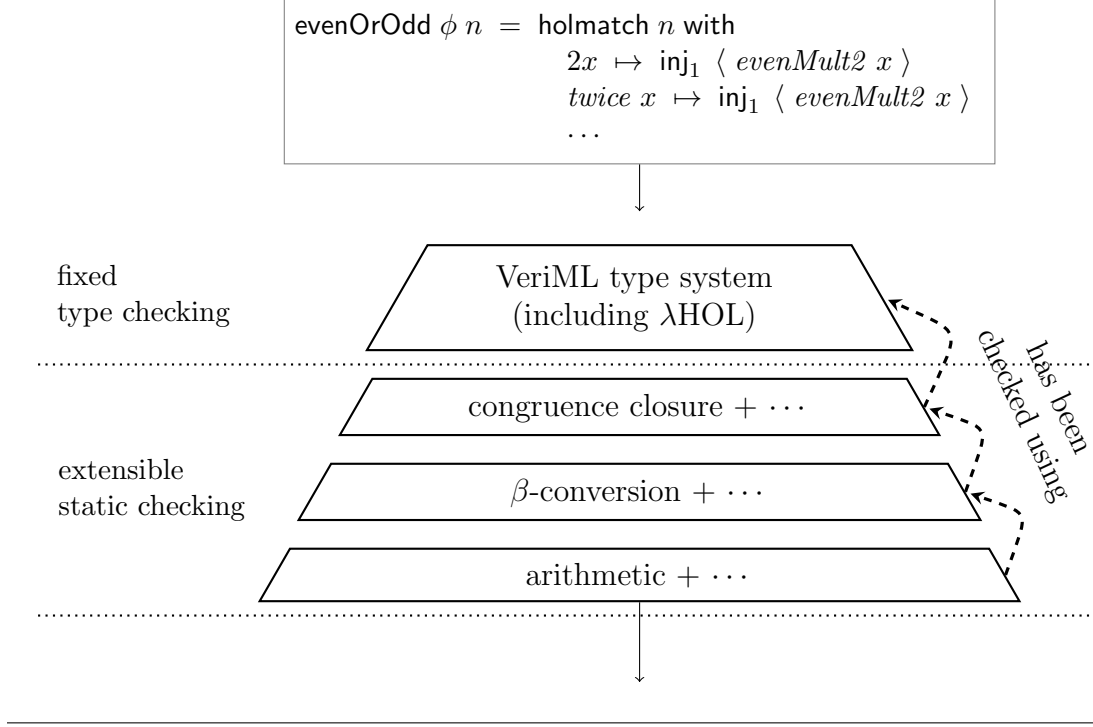 evenOrOdd ϕ n = holmatch n with
2x ↦ inj₁ ⟨ evenMult2 x ⟩
twice x ↦ inj₁ ⟨ evenMult2 x ⟩
⋯
fixed
type checking
VeriML type system
(including λHOL)
has been
checked using
congruence closure + ⋯
extensible
static checking
β-conversion + ⋯
arithmetic + ⋯